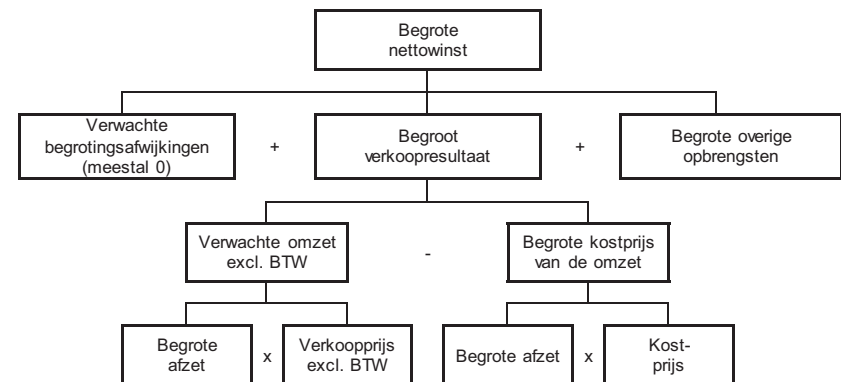 Begrote
nettowinst
Verwachte
begrotingsafwijkingen
(meestal 0)
+
Begroot
verkoopresultaat
+
Begrote overige
opbrengsten
Verwachte omzet
excl. BTW
-
Begrote kostprijs
van de omzet
Begrote
afzet
x
Verkoopprijs
excl. BTW
Begrote afzet
x
Kost-
prijs